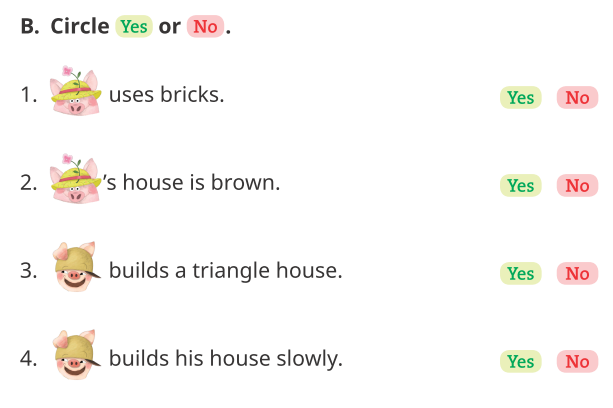 B. Circle Yes or No.
1. uses bricks. Yes No
2. 's house is brown. Yes No
3. builds a triangle house. Yes No
4. builds his house slowly. Yes No